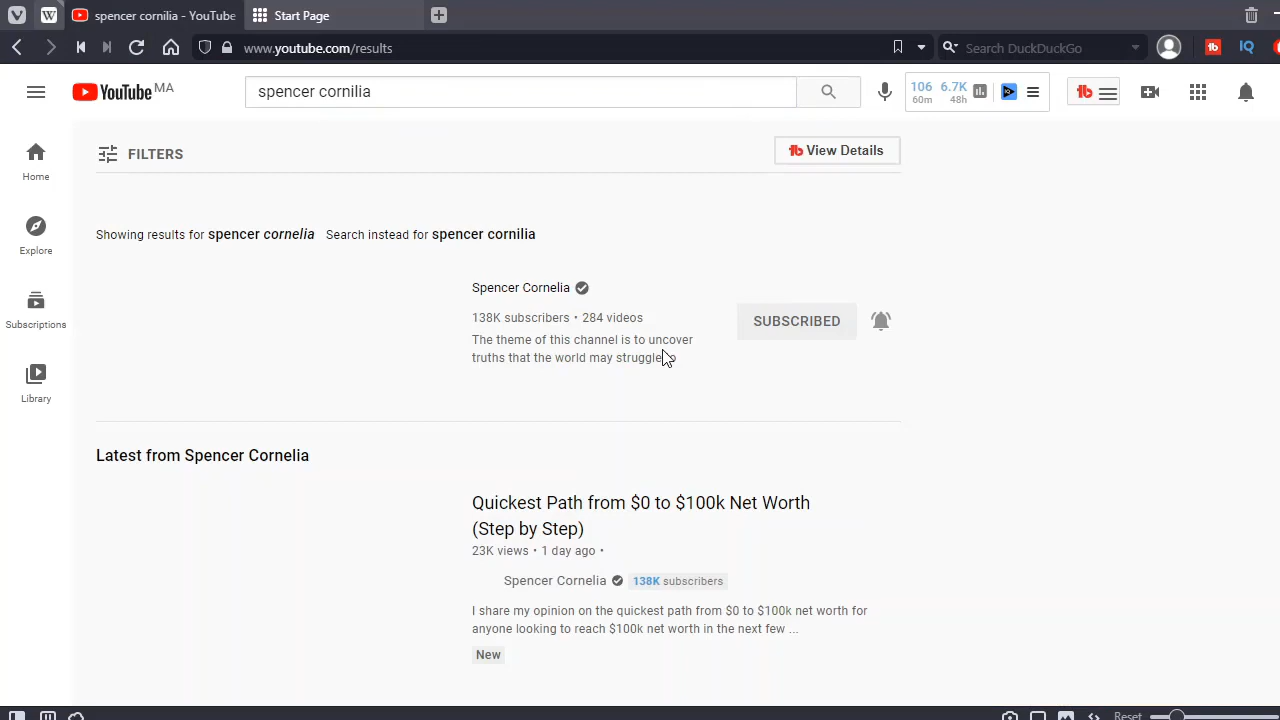 spencer cornilia - YouTube
Start Page
www.youtube.com/results
Search DuckDuckGo
YouTube MA
spencer cornilia
106 6.7K
60m 48h
FILTERS
View Details
Home
Explore
Subscriptions
Library
Showing results for spencer cornelia Search instead for spencer cornilia
Spencer Cornelia
138K subscribers • 284 videos
The theme of this channel is to uncover
truths that the world may struggle
SUBSCRIBED
Latest from Spencer Cornelia
Quickest Path from $0 to $100k Net Worth
(Step by Step)
23K views • 1 day ago •
Spencer Cornelia 138K subscribers
I share my opinion on the quickest path from $0 to $100k net worth for
anyone looking to reach $100k net worth in the next few ...
New
Reset